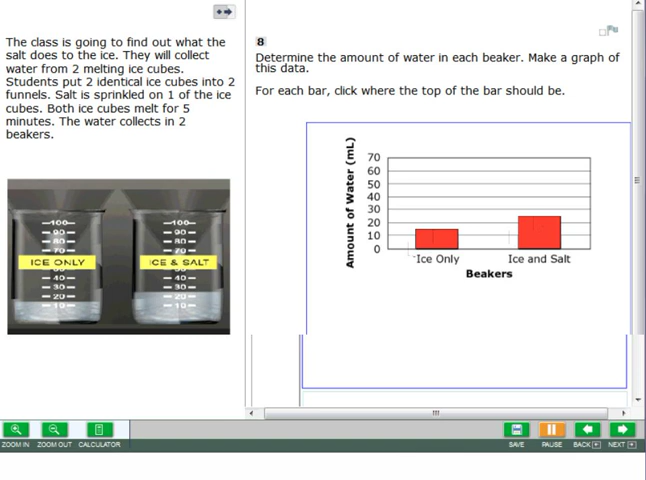 The class is going to find out what the
salt does to the ice. They will collect
water from 2 melting ice cubes.
Students put 2 identical ice cubes into 2
funnels. Salt is sprinkled on 1 of the ice
cubes. Both ice cubes melt for 5
minutes. The water collects in 2
beakers.
100
90
80
70
ICE ONLY
40
30
20
10
100
90
80
70
ICE & SALT
40
30
20
10
8
Determine the amount of water in each beaker. Make a graph of
this data.
For each bar, click where the top of the bar should be.
Amount of Water (mL)
70
60
50
40
30
20
10
0
Ice Only
Ice and Salt
Beakers
ZOOM IN
ZOOM OUT
CALCULATOR
SAVE
PAUSE
BACK
NEXT